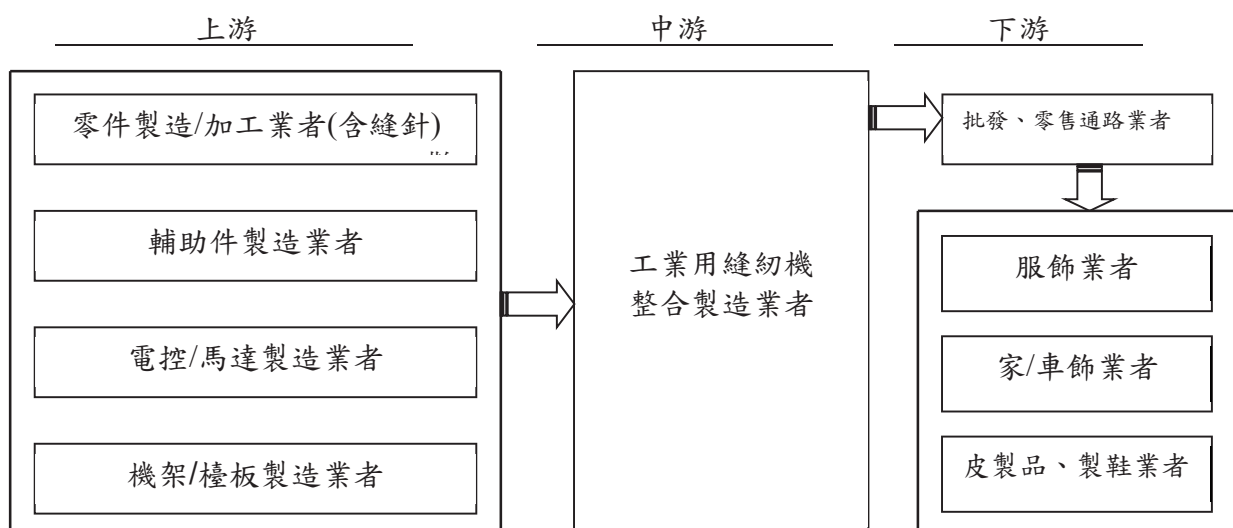 上游
中游
下游
零件製造/加工業者(含縫針)
輔助件製造業者
電控/馬達製造業者
機架/檯板製造業者
工業用縫紉機
整合製造業者
批發、零售通路業者
服飾業者
家/車飾業者
皮製品、製鞋業者